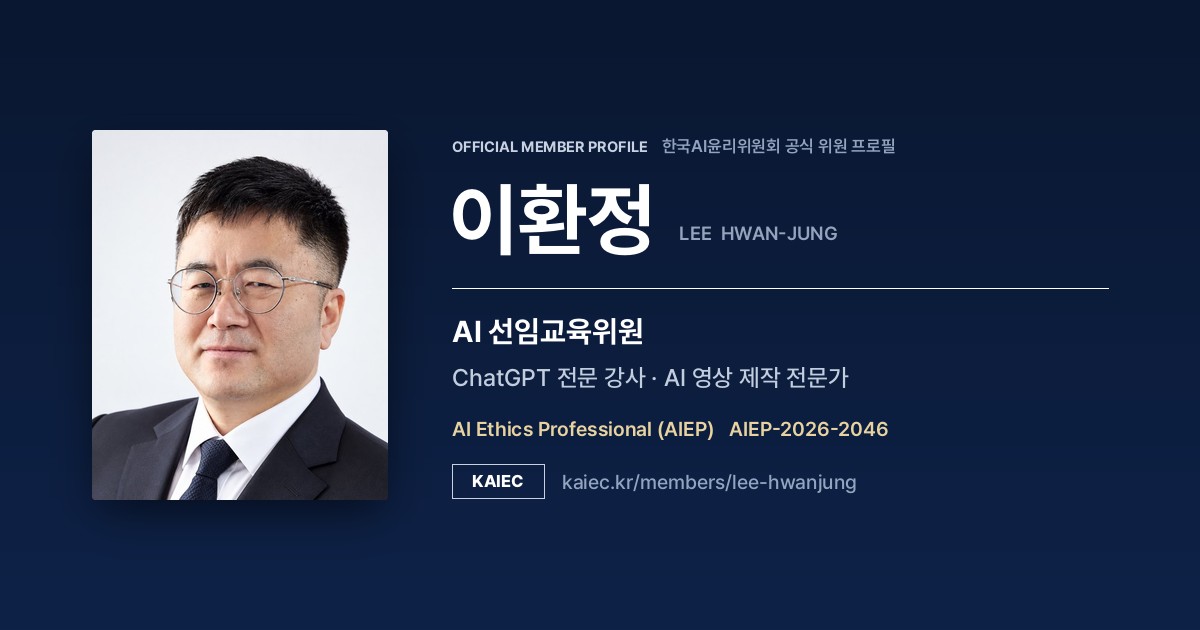 OFFICIAL MEMBER PROFILE 한국AI윤리위원회 공식 위원 프로필
이환정 LEE HWAN-JUNG
AI 선임교육위원
ChatGPT 전문 강사 · AI 영상 제작 전문가
AI Ethics Professional (AIEP) AIEP-2026-2046
KAIEC kaiec.kr/members/lee-hwanjung